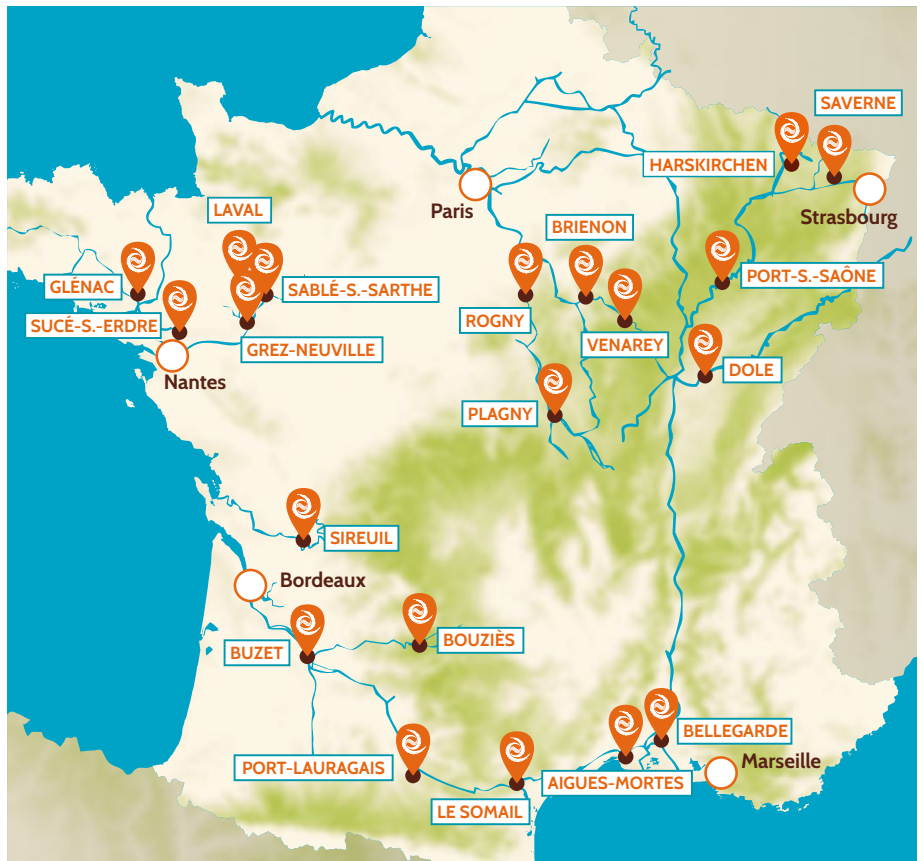 SAVERNE
HARSKIRCHEN
Paris
Strasbourg
LAVAL
BRIENON
GLÉNAC
SABLÉ-S.-SARTHE
PORT-S.-SAÔNE
SUCÉ-S.-ERDRE
ROGNY
GREZ-NEUVILLE
VENAREY
Nantes
DOLE
PLAGNY
SIREUIL
Bordeaux
BUZET
BOUZIÈS
BELLEGARDE
PORT-LAURAGAIS
Marseille
AIGUES-MORTES
LE SOMAIL